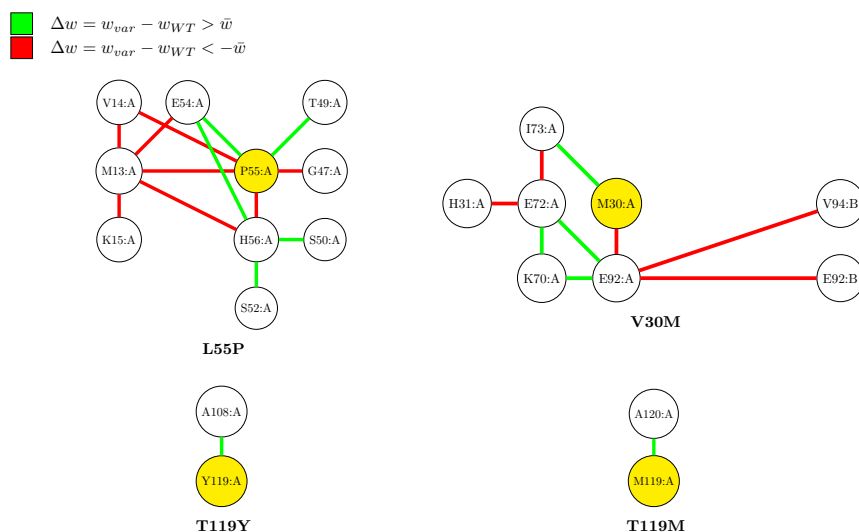 Δw = w_var − w_WT > w̄
Δw = w_var − w_WT < −w̄
V14:A
E54:A
T49:A
M13:A
P55:A
G47:A
K15:A
H56:A
S50:A
S52:A
L55P
I73:A
H31:A
E72:A
M30:A
V94:B
K70:A
E92:A
E92:B
V30M
A108:A
Y119:A
T119Y
A120:A
M119:A
T119M